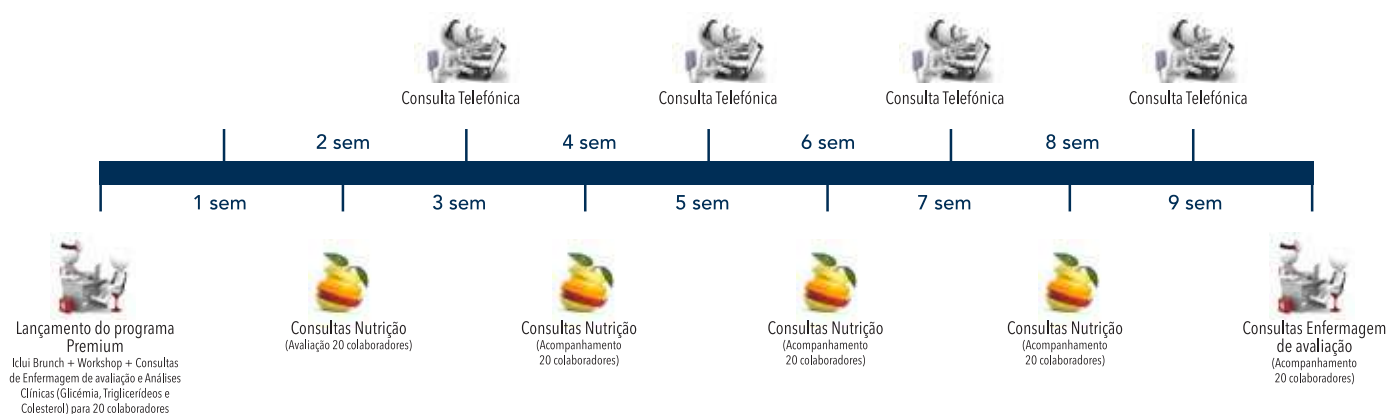 Consulta Telefónica
Consulta Telefónica
Consulta Telefónica
Consulta Telefónica
2 sem
4 sem
6 sem
8 sem
1 sem
3 sem
5 sem
7 sem
9 sem
Lançamento do programa
Premium
Iclui Brunch + Workshop + Consultas
de Enfermagem de avaliação e Análises
Clínicas (Glicémia, Triglicerídeos e
Colesterol) para 20 colaboradores
Consultas Nutrição
(Avaliação 20 colaboradores)
Consultas Nutrição
(Acompanhamento
20 colaboradores)
Consultas Nutrição
(Acompanhamento
20 colaboradores)
Consultas Nutrição
(Acompanhamento
20 colaboradores)
Consultas Enfermagem
de avaliação
(Acompanhamento
20 colaboradores)